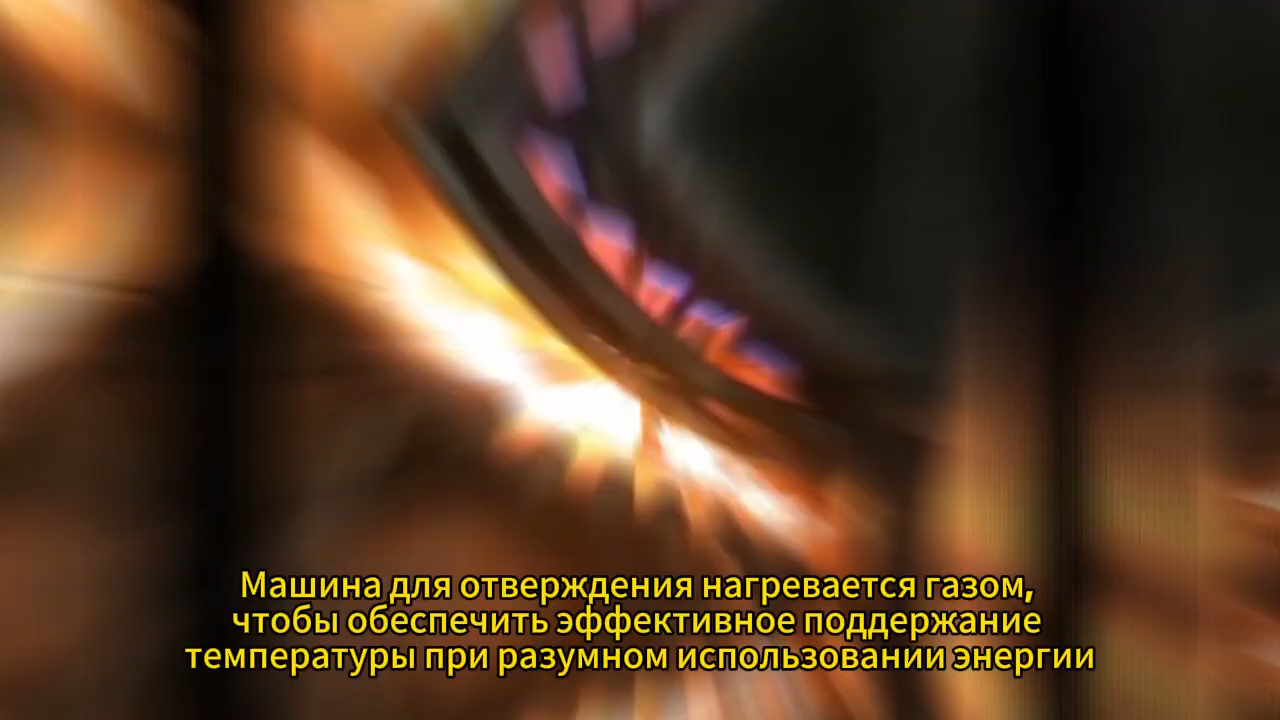 Машина для отверждения нагревается газом,
чтобы обеспечить эффективное поддержание
температуры при разумном использовании энергии